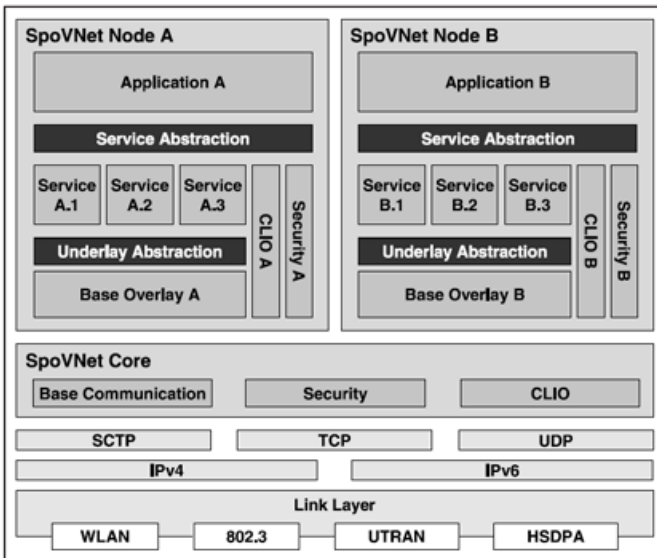 SpoVNet Node A
Application A
Service Abstraction
Service
A.1
Service
A.2
Service
A.3
CLIO A
Security A
Underlay Abstraction
Base Overlay A
SpoVNet Node B
Application B
Service Abstraction
Service
B.1
Service
B.2
Service
B.3
CLIO B
Security B
Underlay Abstraction
Base Overlay B
SpoVNet Core
Base Communication
Security
CLIO
SCTP
TCP
UDP
IPv4
IPv6
Link Layer
WLAN
802.3
UTRAN
HSDPA